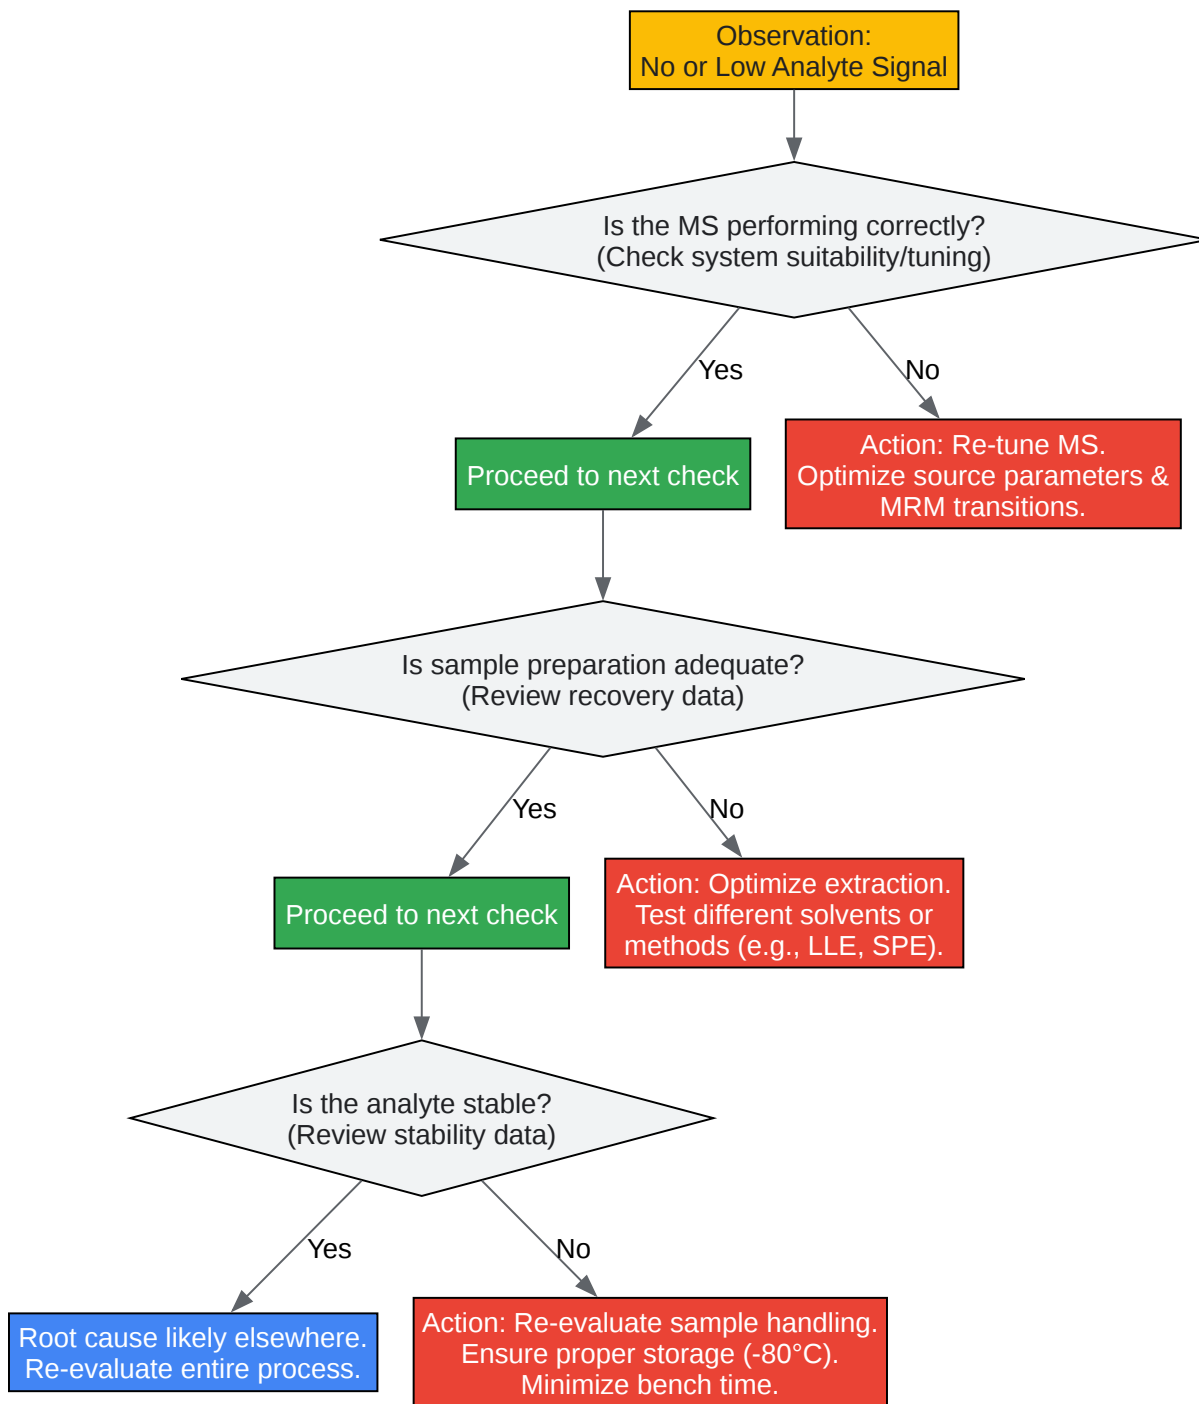 Observation:
No or Low Analyte Signal
Is the MS performing correctly?
(Check system suitability/tuning)
Yes
No
Proceed to next check
Action: Re-tune MS.
Optimize source parameters &
MRM transitions.
Is sample preparation adequate?
(Review recovery data)
Yes
No
Proceed to next check
Action: Optimize extraction.
Test different solvents or
methods (e.g., LLE, SPE).
Is the analyte stable?
(Review stability data)
Yes
No
Root cause likely elsewhere.
Re-evaluate entire process.
Action: Re-evaluate sample handling.
Ensure proper storage (-80°C).
Minimize bench time.